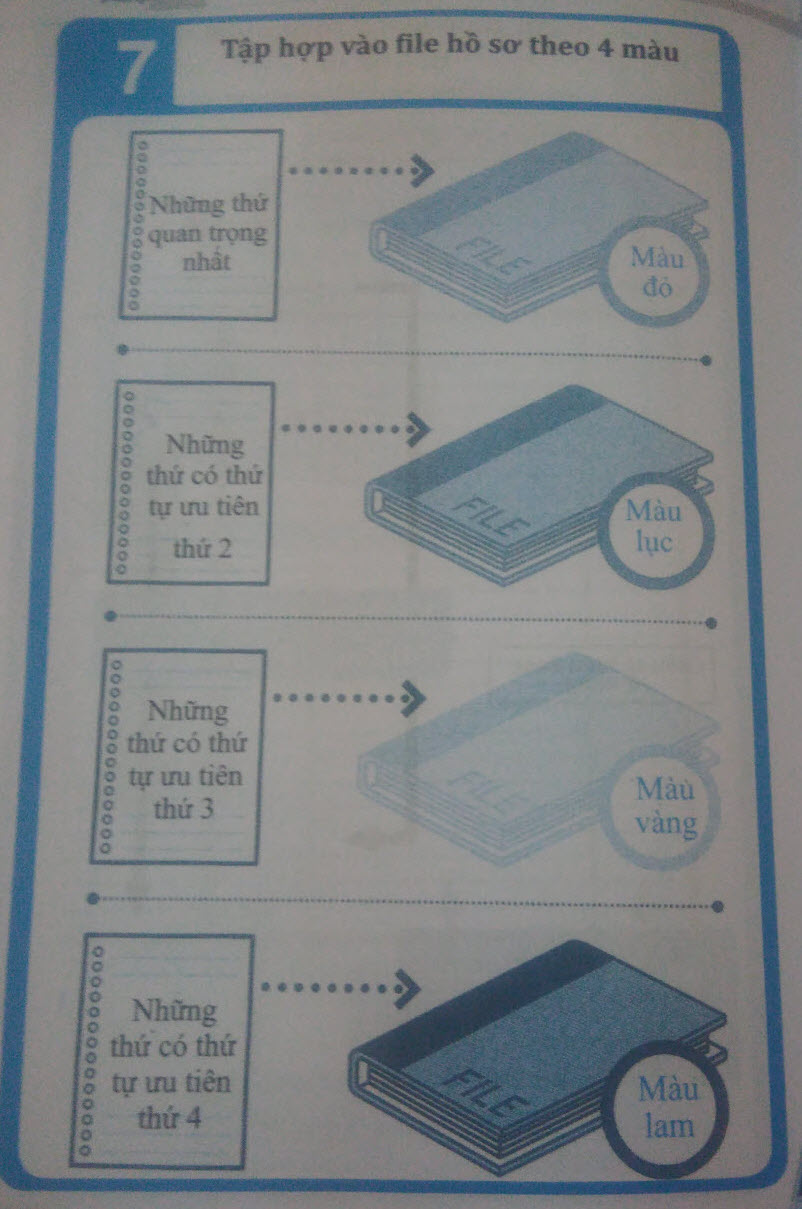 7
Tập hợp vào file hồ sơ theo 4 màu
Những thứ
quan trọng
nhất
FILE
Màu
đỏ
Những
thứ có thứ
tự ưu tiên
thứ 2
FILE
Màu
lục
Những
thứ có thứ
tự ưu tiên
thứ 3
FILE
Màu
vàng
Những
thứ có thứ
tự ưu tiên
thứ 4
FILE
Màu
lam